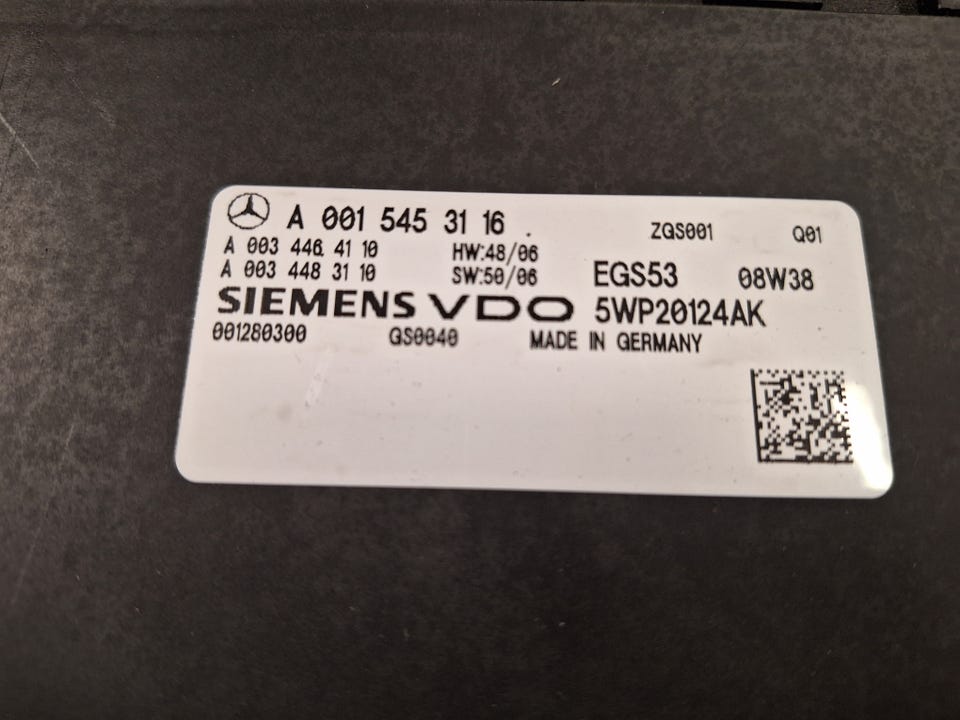 A 001 545 31 16
ZGS001 Q01
A 003 446 41 10 HW:48/06
A 003 448 31 10 SW:50/06 EGS53 08W38
SIEMENS VDO 5WP20124AK
001280300 GS0040 MADE IN GERMANY